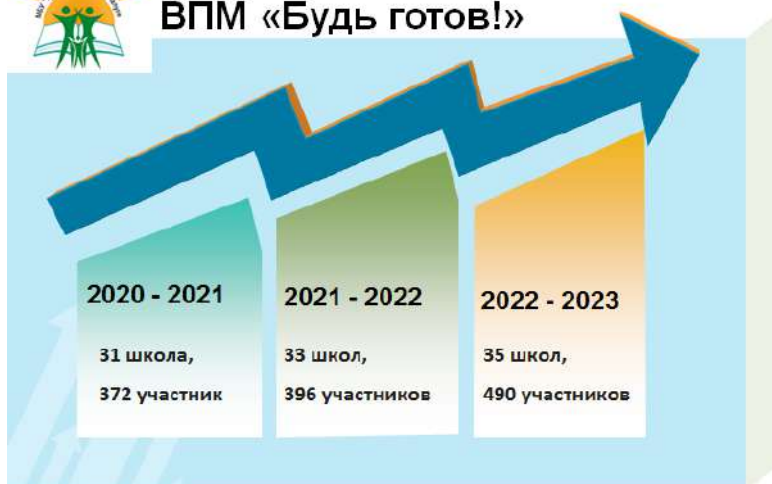 МБУ
ВПМ «Будь готов!»
2020 - 2021
31 школа,
372 участник
2021 - 2022
33 школ,
396 участников
2022 - 2023
35 школ,
490 участников